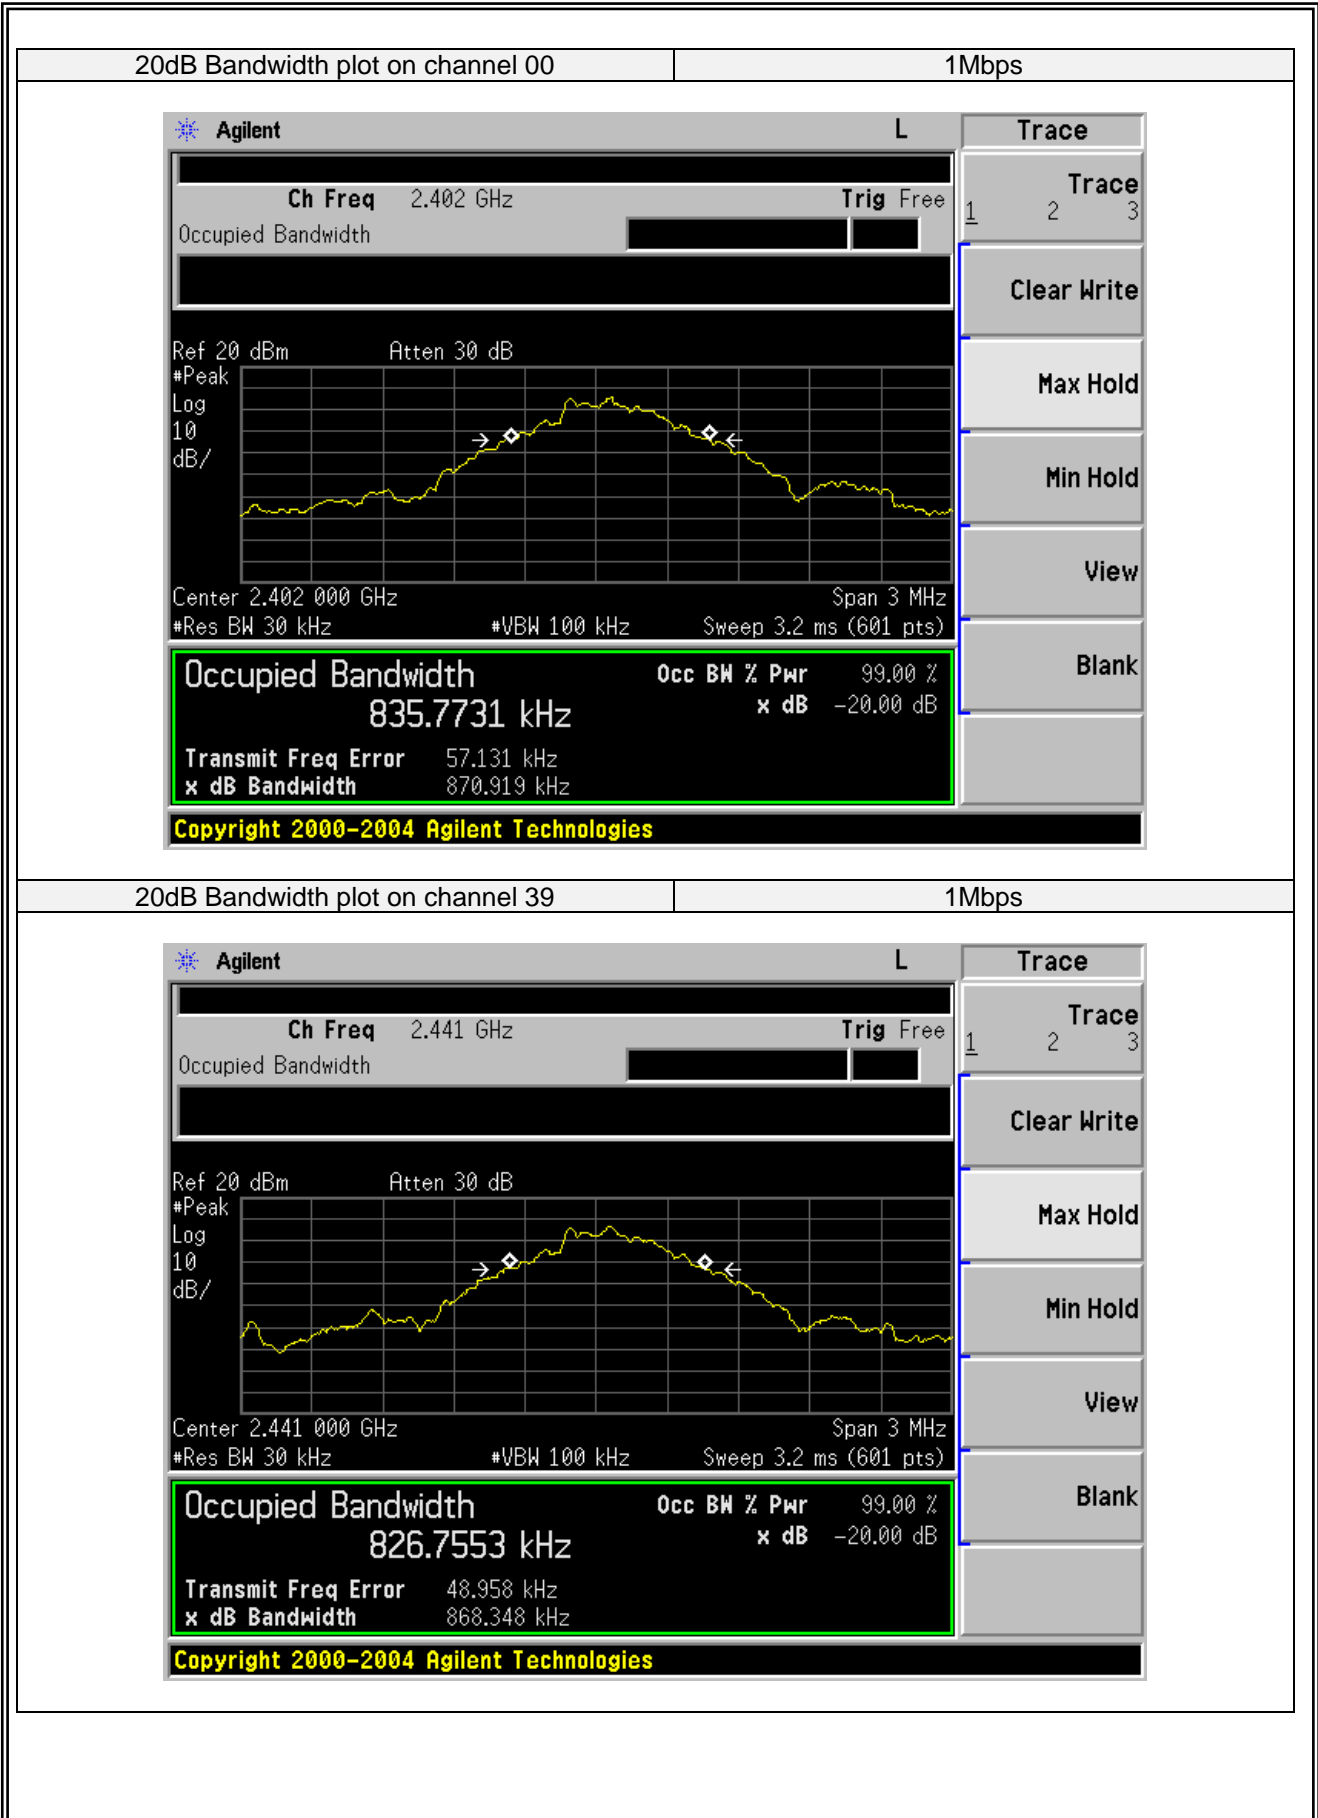 20dB Bandwidth plot on channel 00 1Mbps
Agilent L Trace
Ch Freq 2.402 GHz Trig Free
Occupied Bandwidth
Trace
1 2 3
Clear Write
Max Hold
Min Hold
View
Blank
Ref 20 dBm Atten 30 dB
#Peak
Log
10
dB/
Center 2.402 000 GHz Span 3 MHz
#Res BW 30 kHz #VBW 100 kHz Sweep 3.2 ms (601 pts)
Occupied Bandwidth Occ BW % Pwr 99.00 %
835.7731 kHz x dB -20.00 dB
Transmit Freq Error 57.131 kHz
x dB Bandwidth 870.919 kHz
Copyright 2000-2004 Agilent Technologies
20dB Bandwidth plot on channel 39 1Mbps
Agilent L Trace
Ch Freq 2.441 GHz Trig Free
Occupied Bandwidth
Trace
1 2 3
Clear Write
Max Hold
Min Hold
View
Blank
Ref 20 dBm Atten 30 dB
#Peak
Log
10
dB/
Center 2.441 000 GHz Span 3 MHz
#Res BW 30 kHz #VBW 100 kHz Sweep 3.2 ms (601 pts)
Occupied Bandwidth Occ BW % Pwr 99.00 %
826.7553 kHz x dB -20.00 dB
Transmit Freq Error 48.958 kHz
x dB Bandwidth 868.348 kHz
Copyright 2000-2004 Agilent Technologies